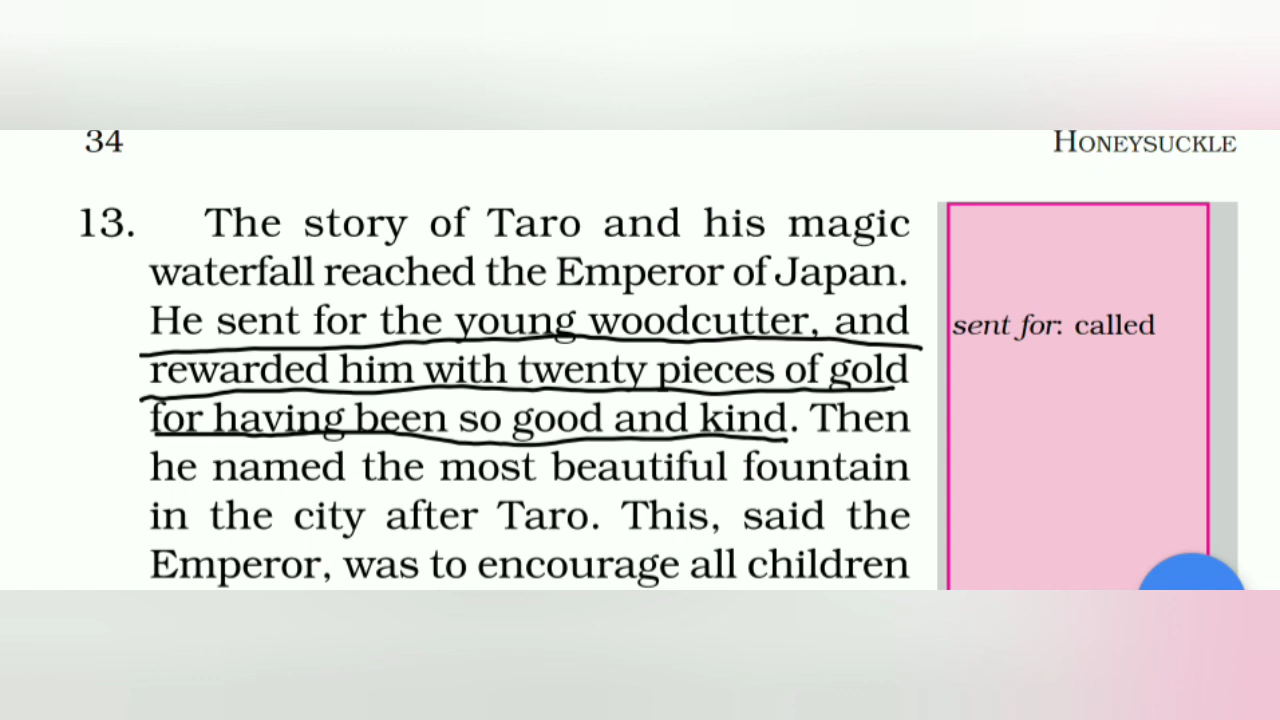 34
HONEYSUCKLE
13. The story of Taro and his magic
waterfall reached the Emperor of Japan.
He sent for the young woodcutter, and
sent for: called
rewarded him with twenty pieces of gold
for having been so good and kind. Then
he named the most beautiful fountain
in the city after Taro. This, said the
Emperor, was to encourage all children